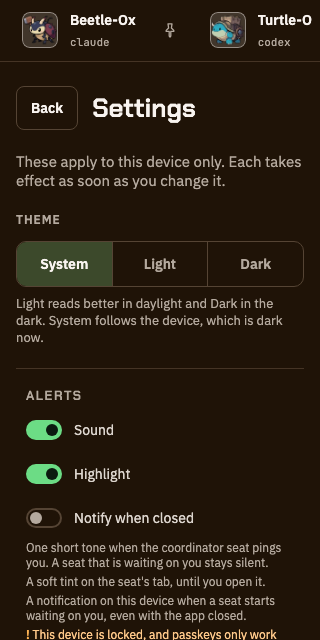 Beetle-Ox
claude
Turtle-O
codex
Back
Settings
These apply to this device only. Each takes
effect as soon as you change it.
THEME
System
Light
Dark
Light reads better in daylight and Dark in the
dark. System follows the device, which is dark
now.
ALERTS
Sound
Highlight
Notify when closed
One short tone when the coordinator seat pings
you. A seat that is waiting on you stays silent.
A soft tint on the seat's tab, until you open it.
A notification on this device when a seat starts
waiting on you, even with the app closed.
! This device is locked, and passkeys only work